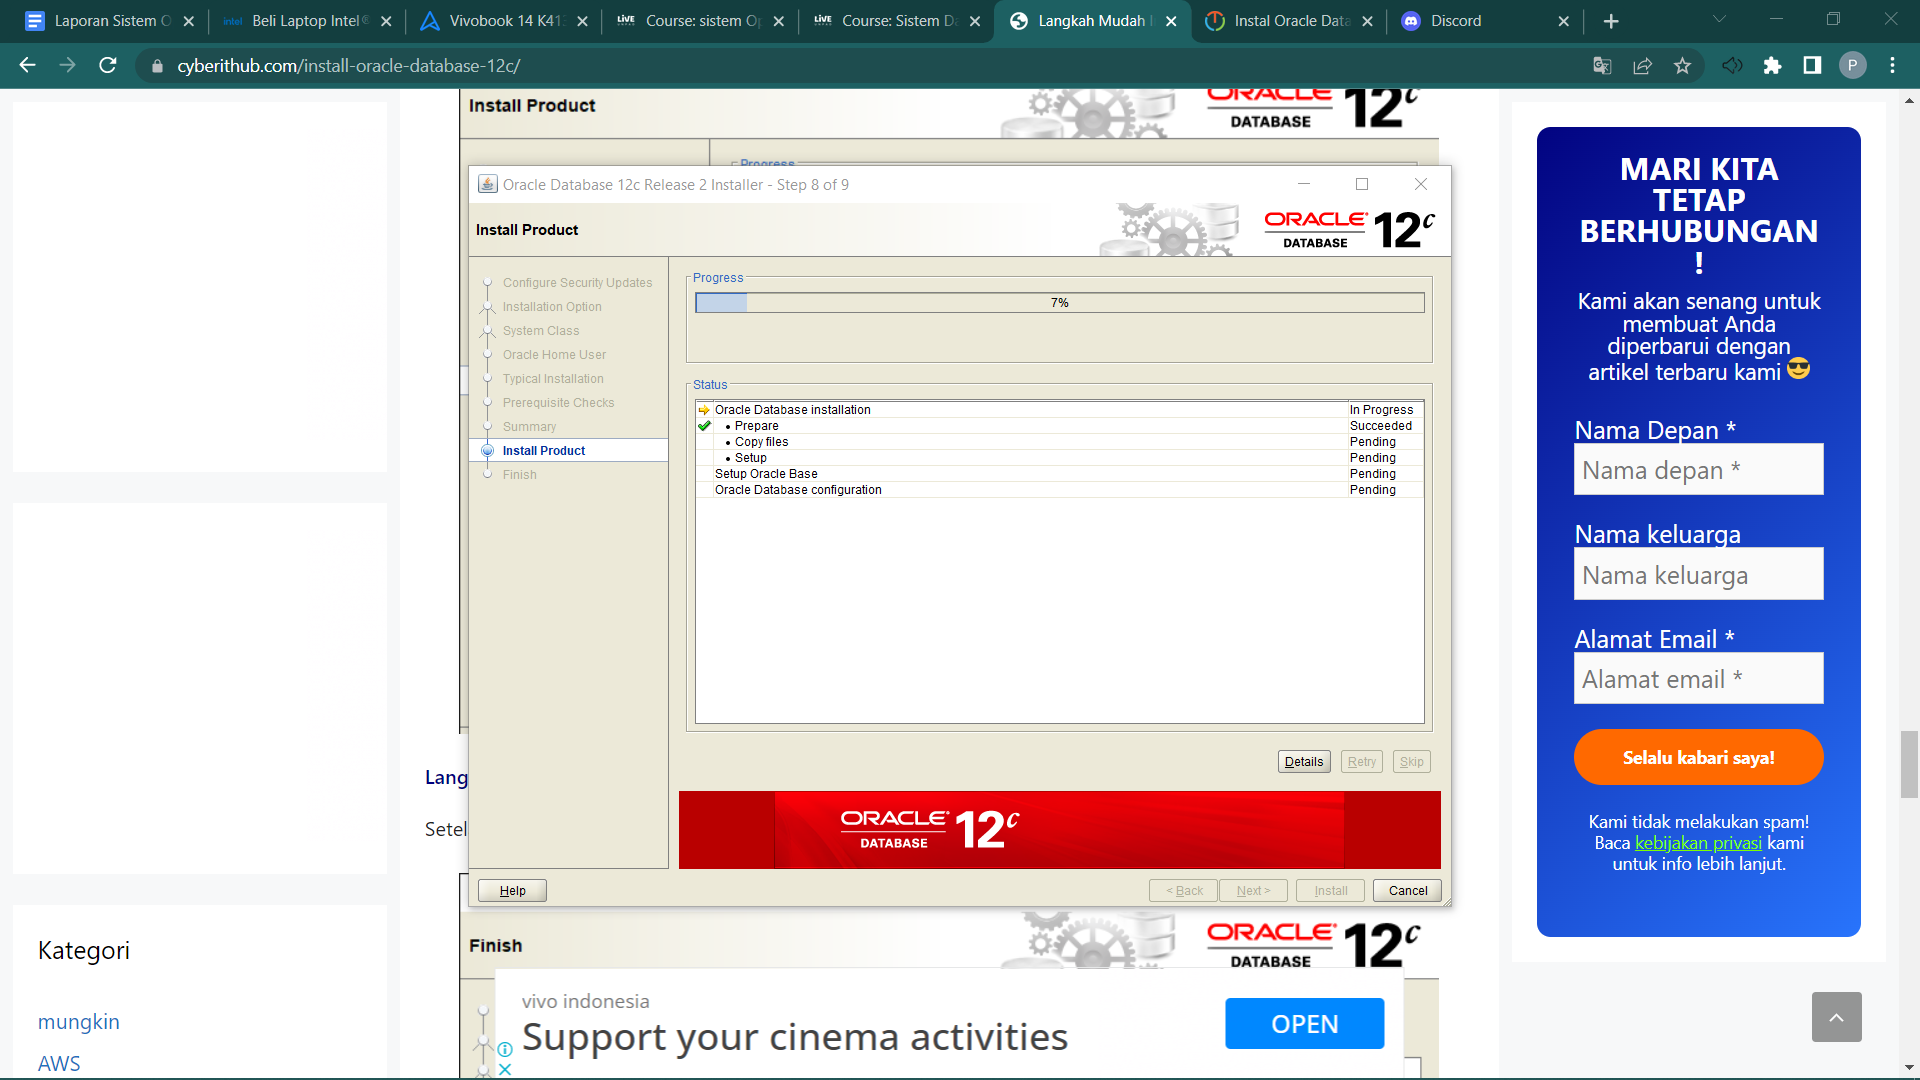 Laporan Sistem O
Beli Laptop Intel®
Vivobook 14 K413
Course: sistem Op
Course: Sistem Da
Langkah Mudah I
Instal Oracle Data
Discord
cyberithub.com/install-oracle-database-12c/
P
Install Product
ORACLE
DATABASE
12c
Progress
Oracle Database 12c Release 2 Installer - Step 8 of 9
Install Product
ORACLE
DATABASE
12c
Configure Security Updates
Installation Option
System Class
Oracle Home User
Typical Installation
Prerequisite Checks
Summary
Install Product
Finish
Progress
7%
Status
Oracle Database installation In Progress
• Prepare Succeeded
• Copy files Pending
• Setup Pending
Setup Oracle Base Pending
Oracle Database configuration Pending
Details
Retry
Skip
ORACLE
DATABASE
12c
Help
< Back
Next >
Install
Cancel
Lang
Setel
Finish
ORACLE
DATABASE
12c
vivo indonesia
Support your cinema activities
OPEN
Kategori
mungkin
AWS
MARI KITA
TETAP
BERHUBUNGAN
!
Kami akan senang untuk
membuat Anda
diperbarui dengan
artikel terbaru kami 😎
Nama Depan *
Nama depan *
Nama keluarga
Nama keluarga
Alamat Email *
Alamat email *
Selalu kabari saya!
Kami tidak melakukan spam!
Baca kebijakan privasi kami
untuk info lebih lanjut.